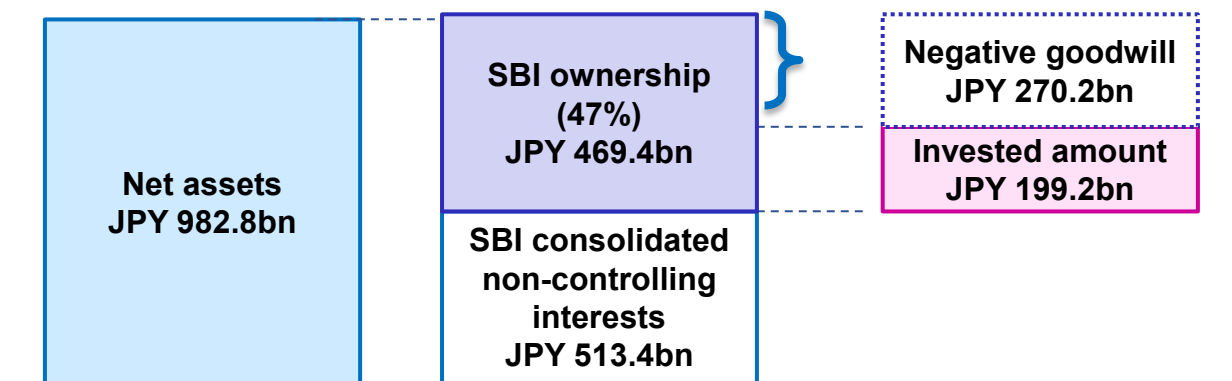 Net assets
JPY 982.8bn
SBI ownership
(47%)
JPY 469.4bn
SBI consolidated
non-controlling
interests
JPY 513.4bn
Negative goodwill
JPY 270.2bn
Invested amount
JPY 199.2bn